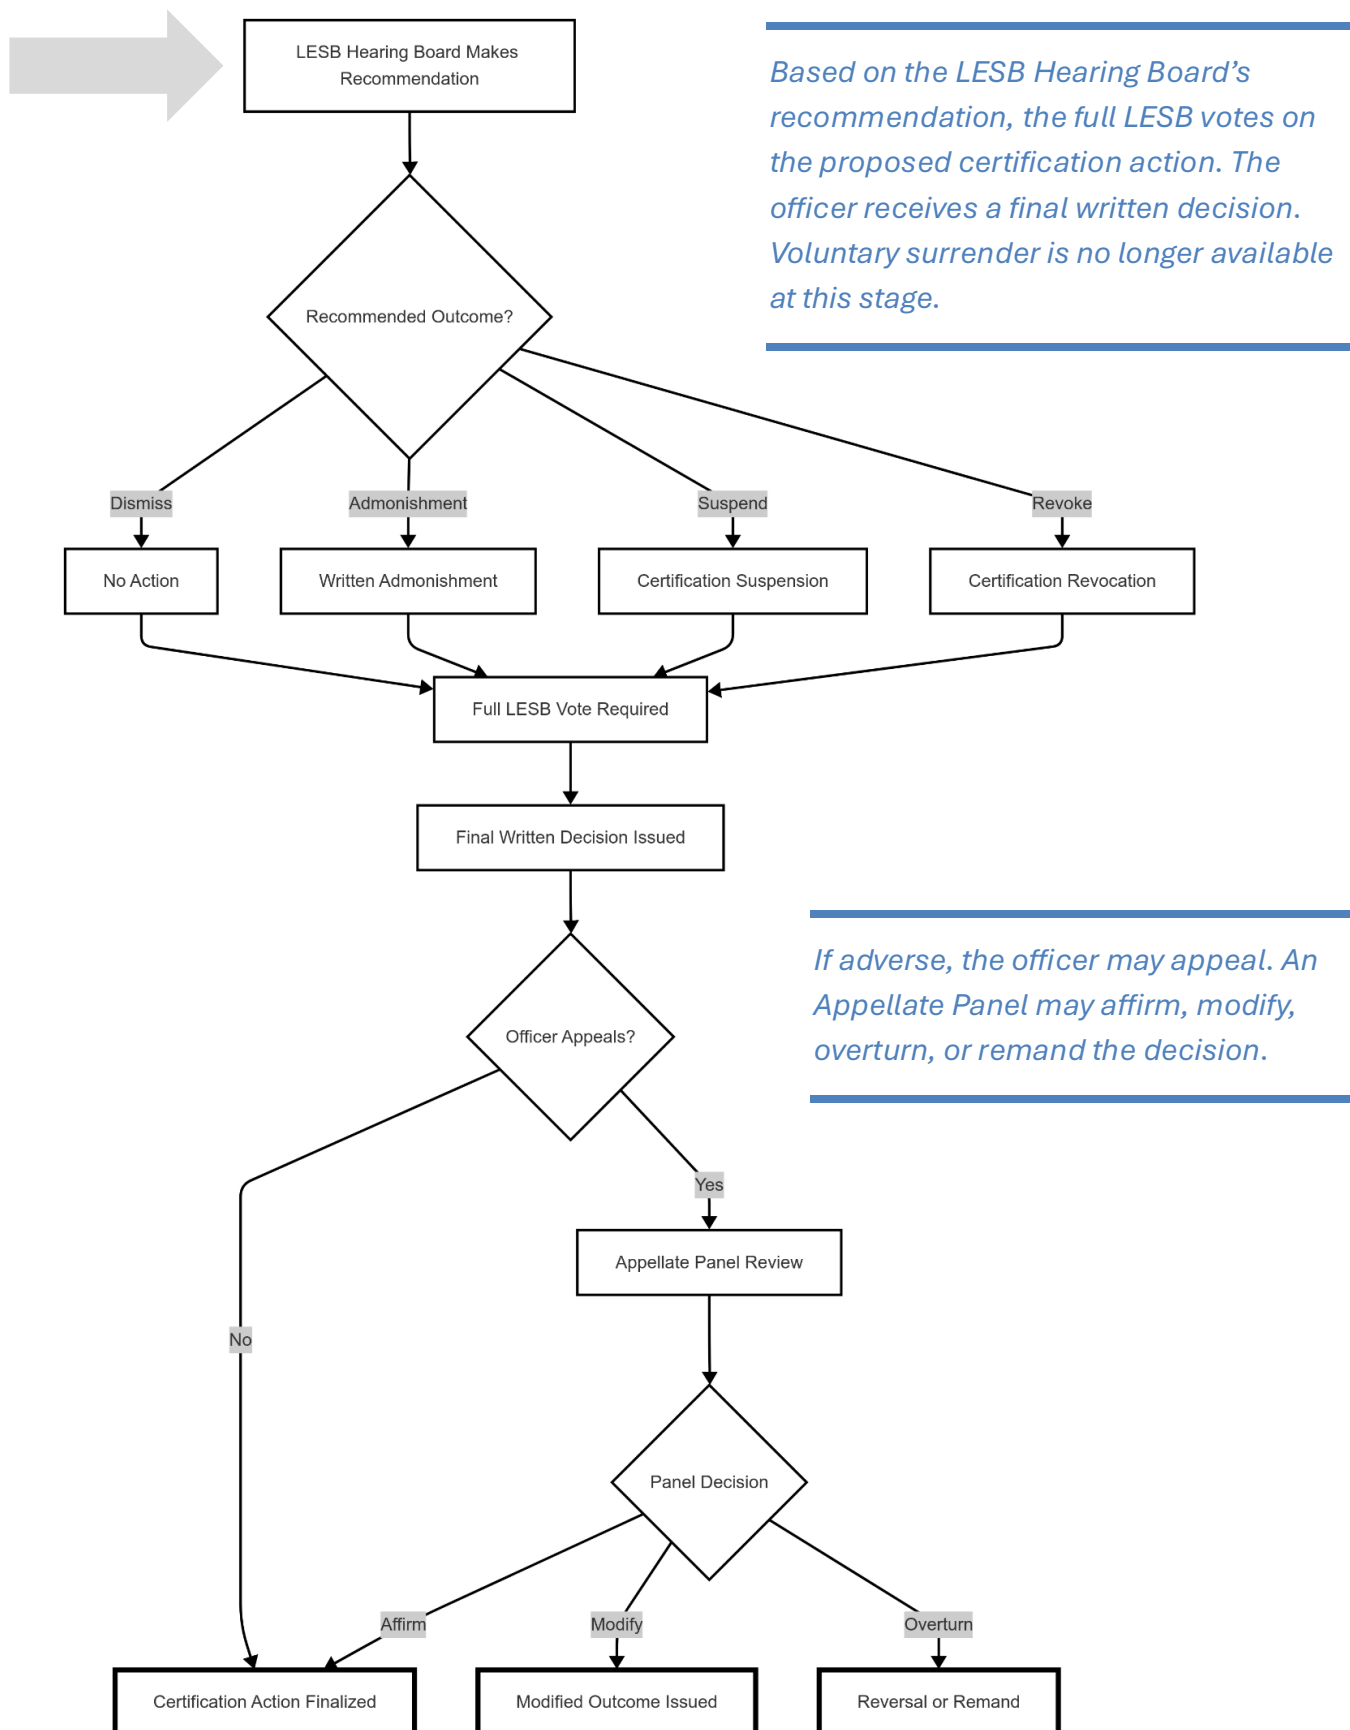 LESB Hearing Board Makes
Recommendation
Based on the LESB Hearing Board’s
recommendation, the full LESB votes on
the proposed certification action. The
officer receives a final written decision.
Voluntary surrender is no longer available
at this stage.
Recommended Outcome?
Dismiss
Admonishment
Suspend
Revoke
No Action
Written Admonishment
Certification Suspension
Certification Revocation
Full LESB Vote Required
Final Written Decision Issued
If adverse, the officer may appeal. An
Appellate Panel may affirm, modify,
overturn, or remand the decision.
Officer Appeals?
Yes
Appellate Panel Review
No
Panel Decision
Affirm
Modify
Overturn
Certification Action Finalized
Modified Outcome Issued
Reversal or Remand